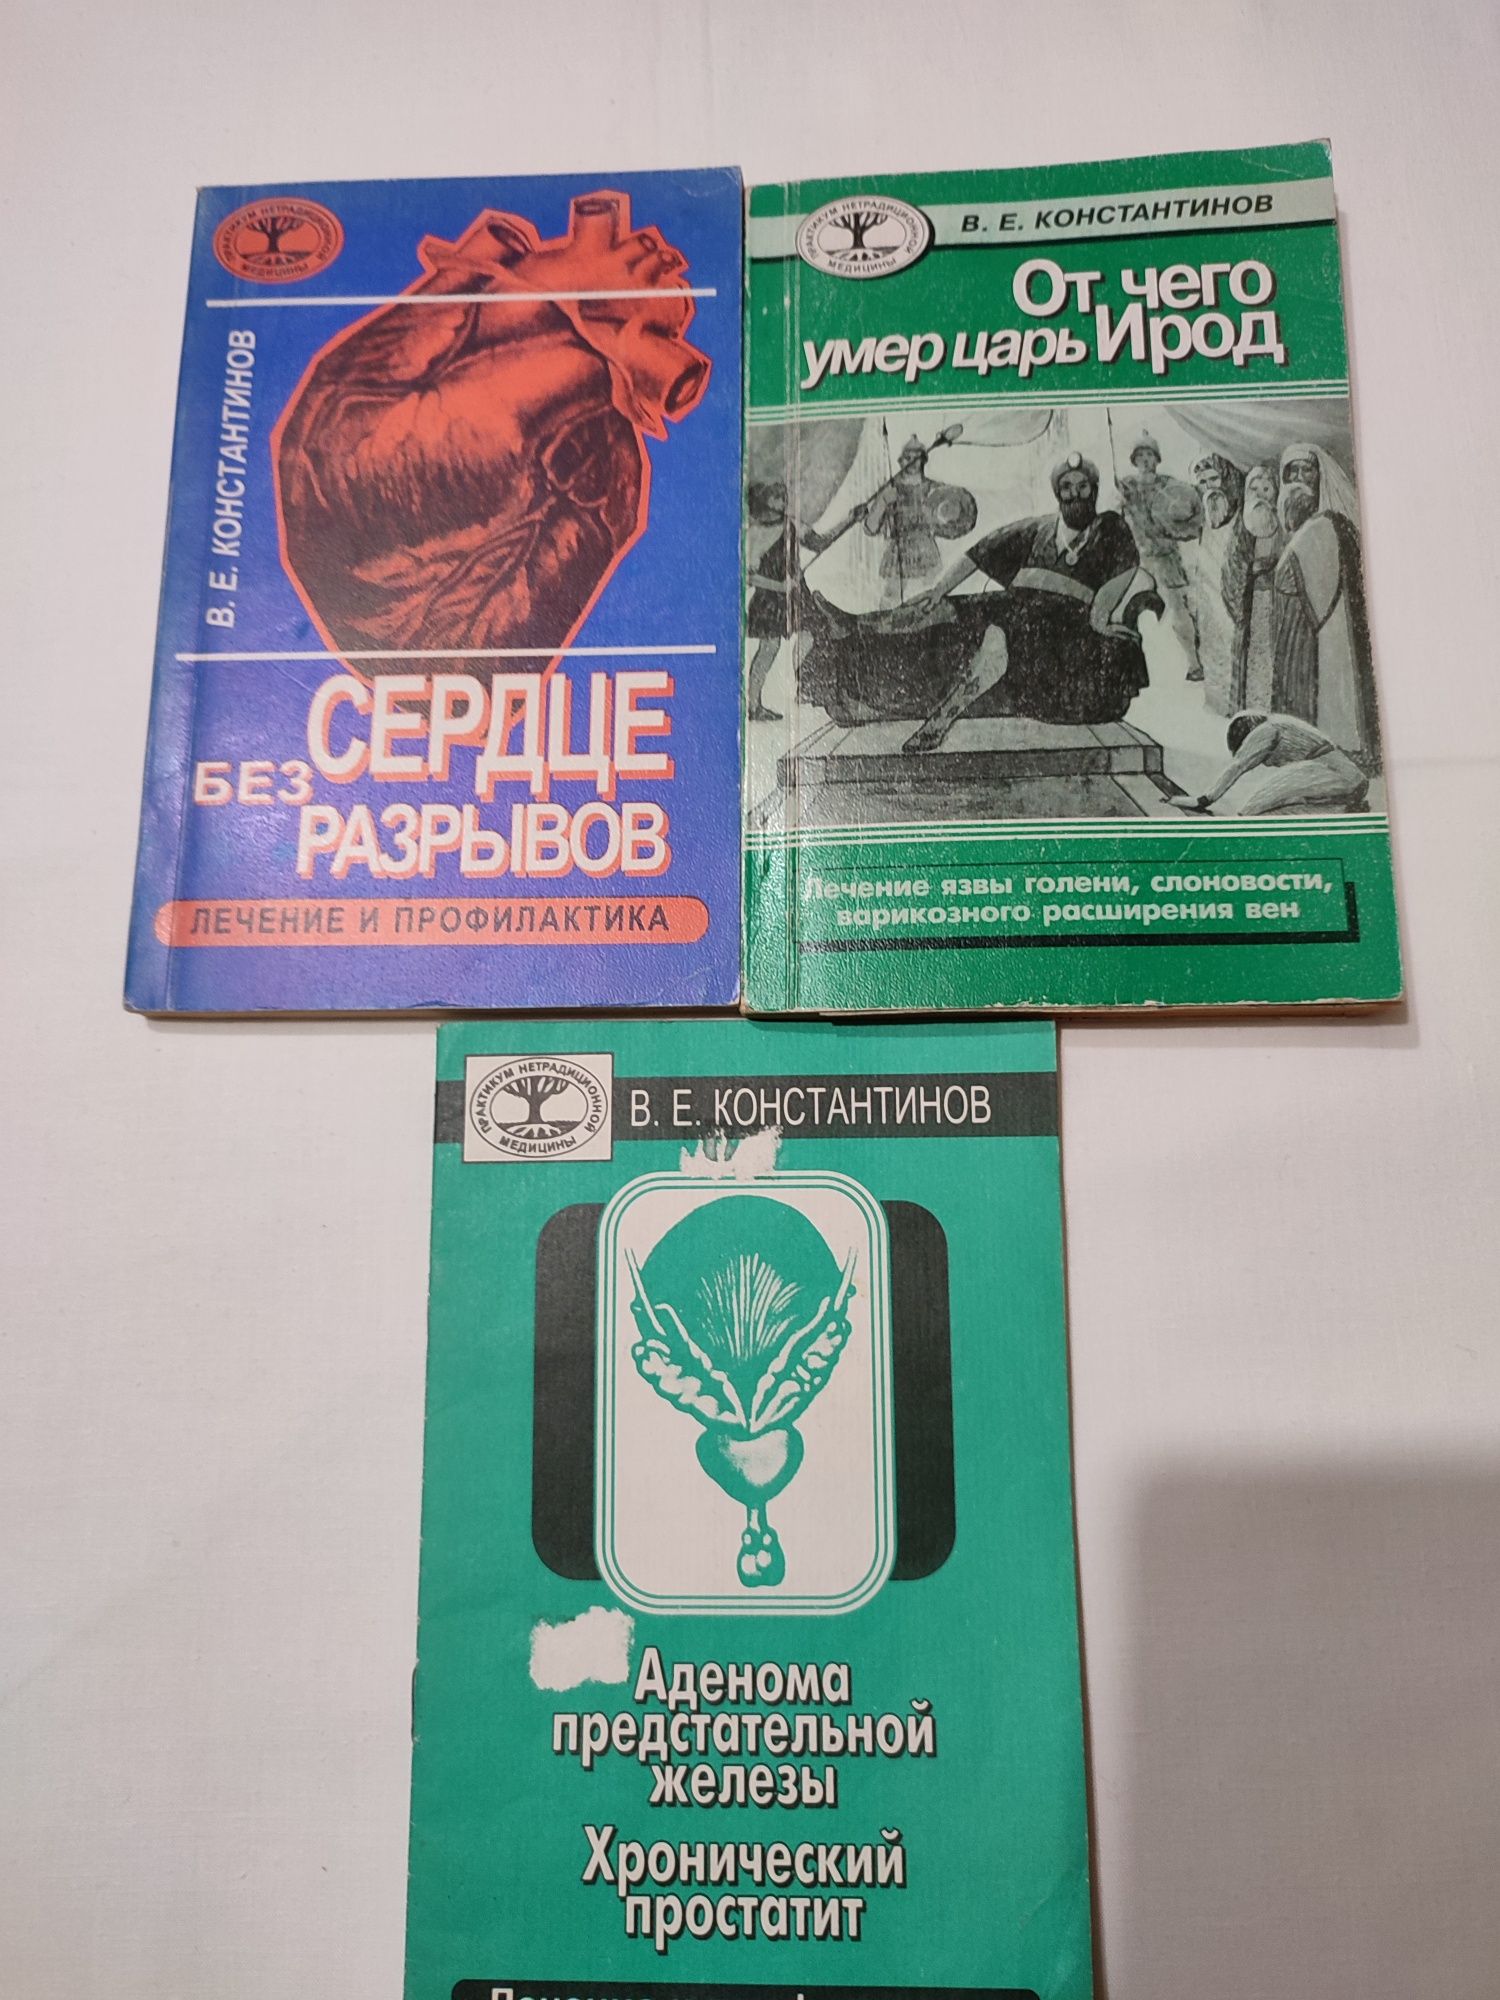 ПРАКТИКУМ НЕТРАДИЦИОННОЙ
МЕДИЦИНЫ
В. Е. КОНСТАНТИНОВ
СЕРДЦЕ
БЕЗ
РАЗРЫВОВ
ЛЕЧЕНИЕ И ПРОФИЛАКТИКА
ПРАКТИКУМ НЕТРАДИЦИОННОЙ
МЕДИЦИНЫ
В. Е. КОНСТАНТИНОВ
От чего
умер царь Ирод
Лечение язвы голени, слоновости,
варикозного расширения вен
ПРАКТИКУМ НЕТРАДИЦИОННОЙ
МЕДИЦИНЫ
В. Е. КОНСТАНТИНОВ
Аденома
предстательной
железы
Хронический
простатит